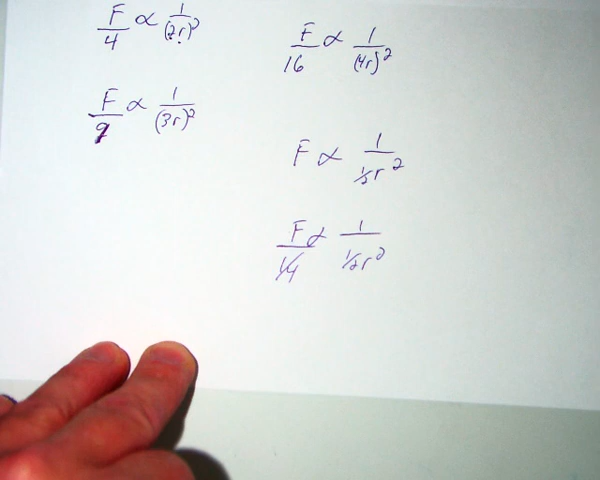 F/4 ∝ 1/(2r)²
F/9 ∝ 1/(3r)²
F/16 ∝ 1/(4r)²
F ∝ 1/½r²
F/¼ ∝ 1/½r²